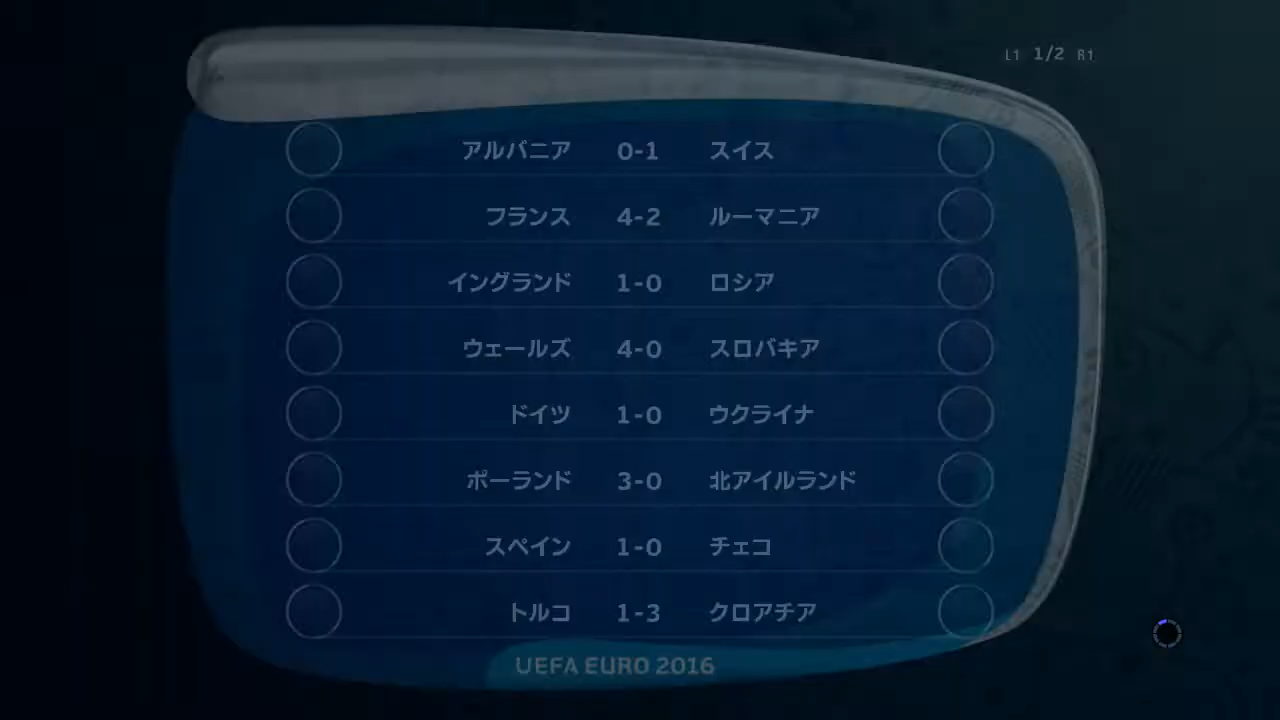 L1 1/2 R1
アルバニア 0-1 スイス
フランス 4-2 ルーマニア
イングランド 1-0 ロシア
ウェールズ 4-0 スロバキア
ドイツ 1-0 ウクライナ
ポーランド 3-0 北アイルランド
スペイン 1-0 チェコ
トルコ 1-3 クロアチア
UEFA EURO 2016